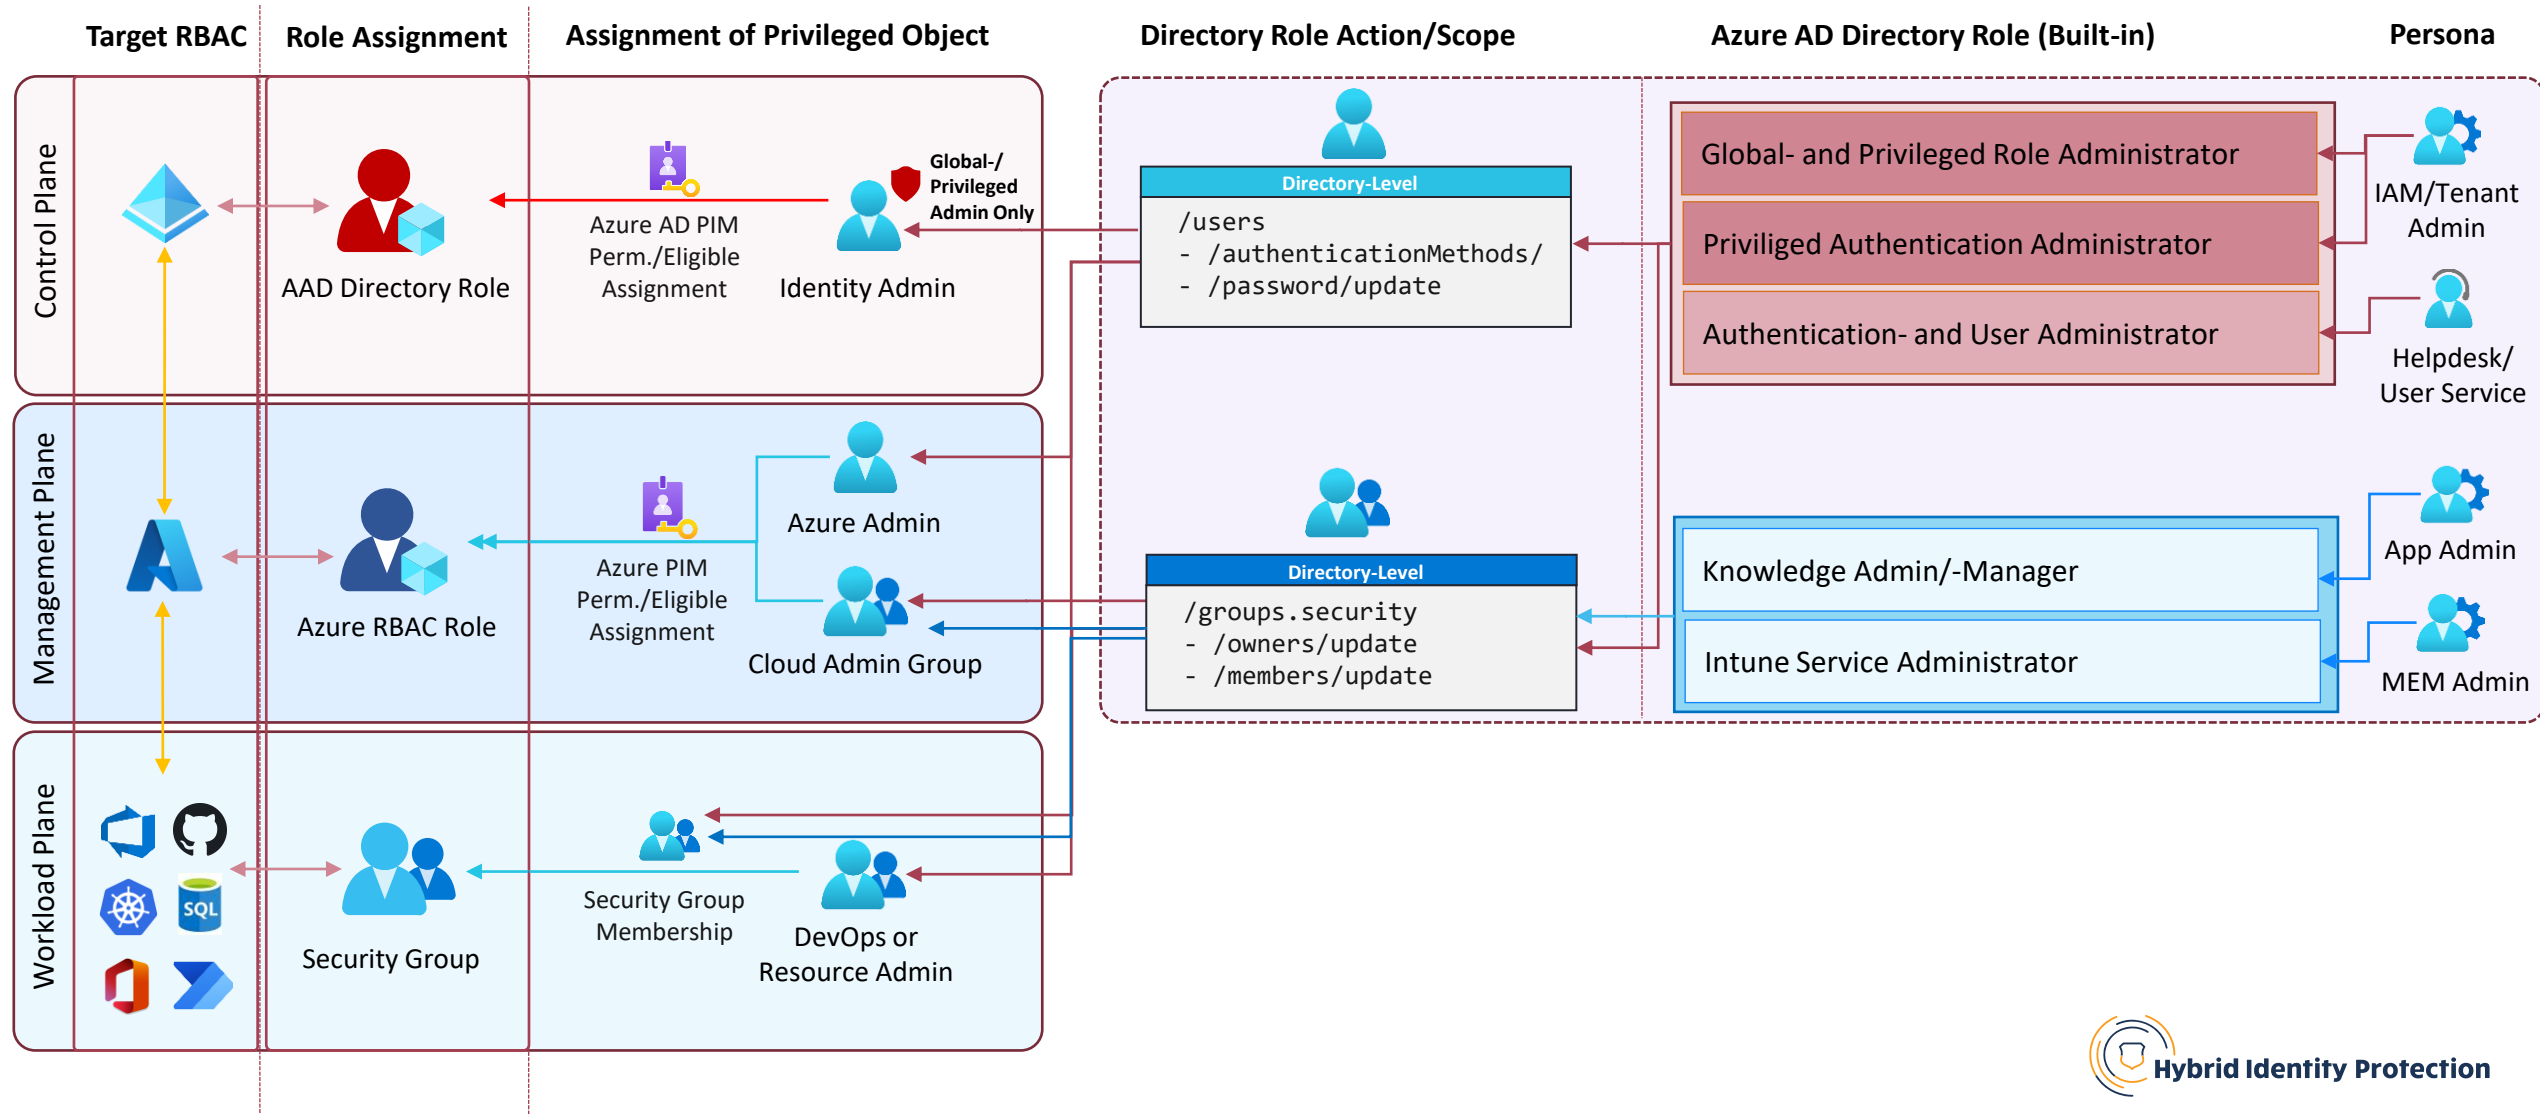 Target RBAC
Role Assignment
Assignment of Privileged Object
Directory Role Action/Scope
Azure AD Directory Role (Built-in)
Persona
Control Plane
AAD Directory Role
Azure AD PIM
Perm./Eligible
Assignment
Global-/
Privileged
Admin Only
Identity Admin
Directory-Level
/users
- /authenticationMethods/
- /password/update
Global- and Privileged Role Administrator
Priviliged Authentication Administrator
Authentication- and User Administrator
IAM/Tenant
Admin
Helpdesk/
User Service
Management Plane
Azure RBAC Role
Azure PIM
Perm./Eligible
Assignment
Azure Admin
Cloud Admin Group
Directory-Level
/groups.security
- /owners/update
- /members/update
Knowledge Admin/-Manager
Intune Service Administrator
App Admin
MEM Admin
Workload Plane
SQL
Security Group
Security Group
Membership
DevOps or
Resource Admin
Hybrid Identity Protection